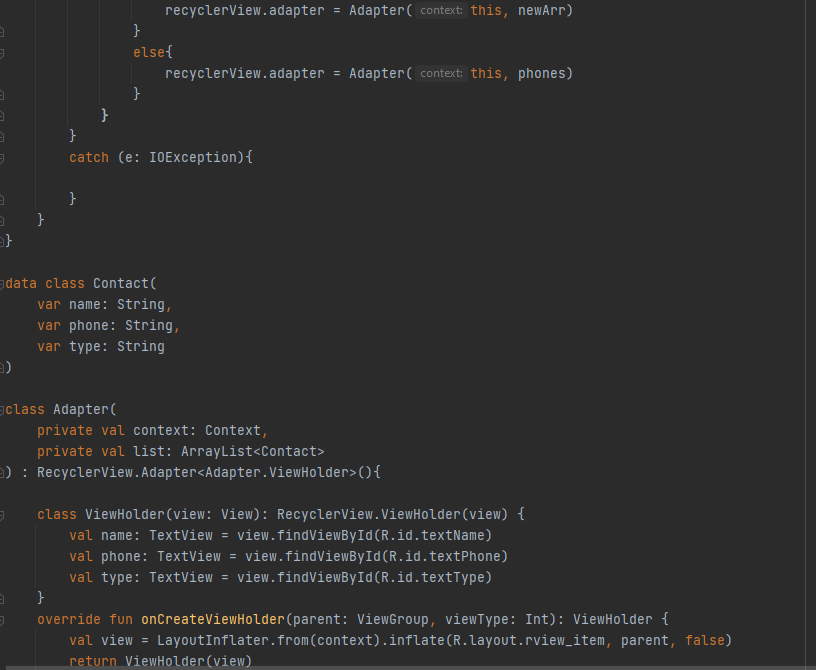 recyclerView.adapter = Adapter( context: this, newArr)
}
else{
recyclerView.adapter = Adapter( context: this, phones)
}
}
}
catch (e: IOException){
}
}
}
data class Contact(
var name: String,
var phone: String,
var type: String
)
class Adapter(
private val context: Context,
private val list: ArrayList<Contact>
) : RecyclerView.Adapter<Adapter.ViewHolder>(){
class ViewHolder(view: View): RecyclerView.ViewHolder(view) {
val name: TextView = view.findViewById(R.id.textName)
val phone: TextView = view.findViewById(R.id.textPhone)
val type: TextView = view.findViewById(R.id.textType)
}
override fun onCreateViewHolder(parent: ViewGroup, viewType: Int): ViewHolder {
val view = LayoutInflater.from(context).inflate(R.layout.rview_item, parent, false)
return ViewHolder(view)